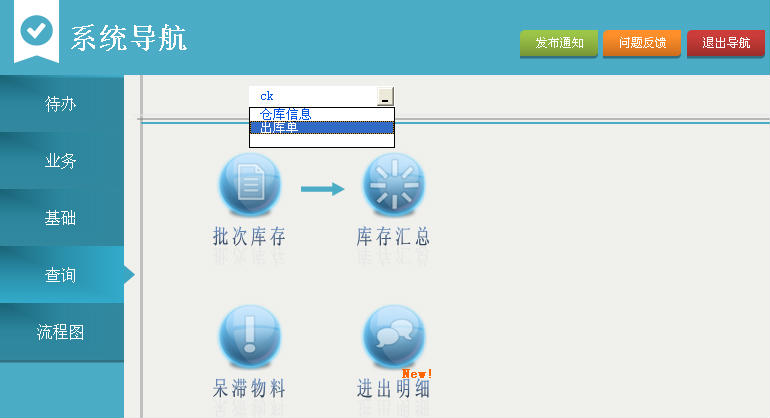 系统导航
发布通知
问题反馈
退出导航
待办
业务
基础
查询
流程图
ck
仓库信息
出库单
批次库存
库存汇总
呆滞物料
进出明细
New!